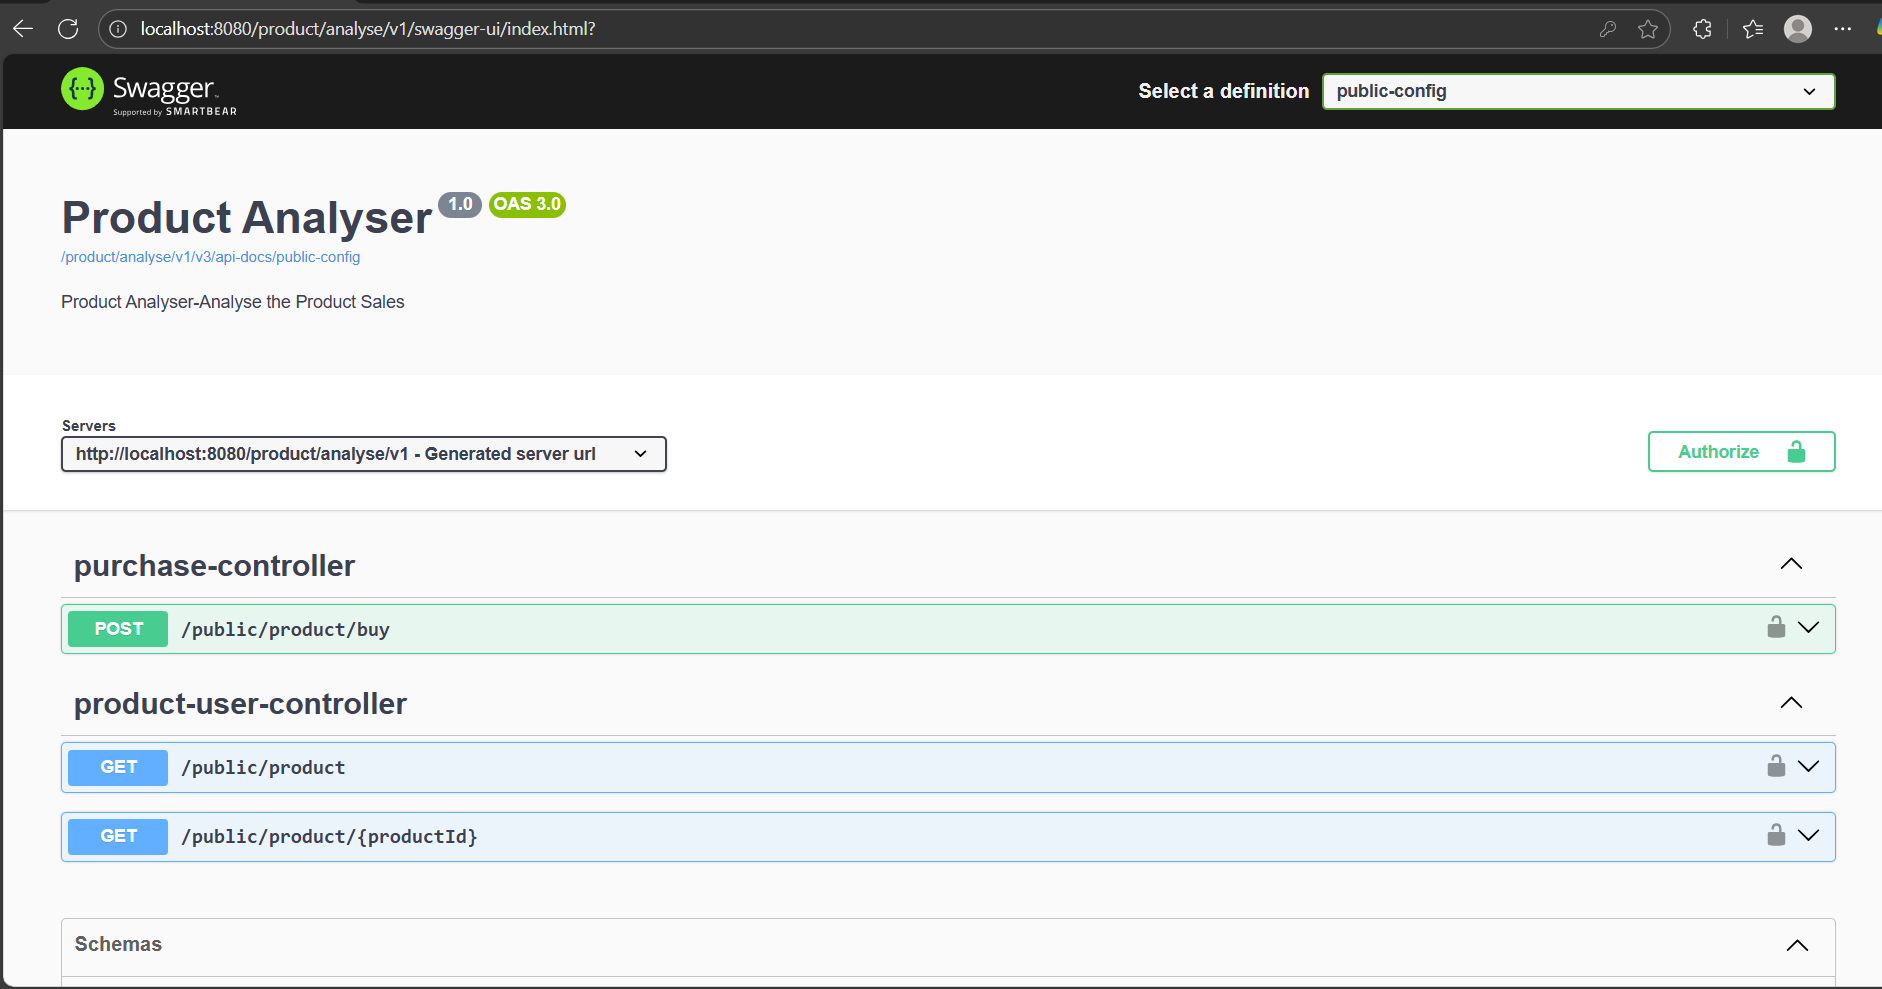 localhost:8080/product/analyse/v1/swagger-ui/index.html?
{···} Swagger™
Supported by SMARTBEAR
Select a definition
public-config
Product Analyser 1.0 OAS 3.0
/product/analyse/v1/v3/api-docs/public-config
Product Analyser-Analyse the Product Sales
Servers
http://localhost:8080/product/analyse/v1 - Generated server url
Authorize
purchase-controller
POST /public/product/buy
product-user-controller
GET /public/product
GET /public/product/{productId}
Schemas